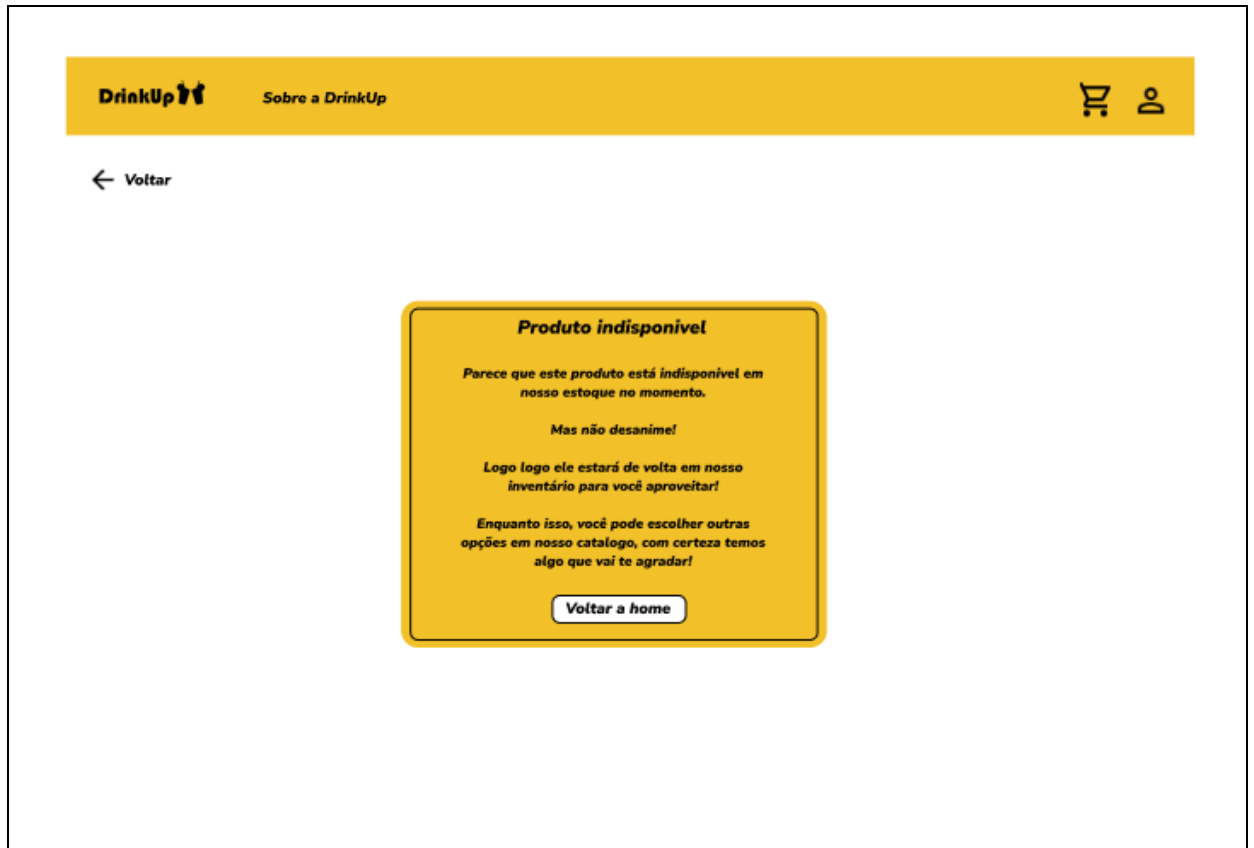 DrinkUp
Sobre a DrinkUp
Voltar
Produto indisponivel
Parece que este produto está indisponivel em
nosso estoque no momento.
Mas não desanime!
Logo logo ele estará de volta em nosso
inventário para você aproveitar!
Enquanto isso, você pode escolher outras
opções em nosso catalogo, com certeza temos
algo que vai te agradar!
Voltar a home